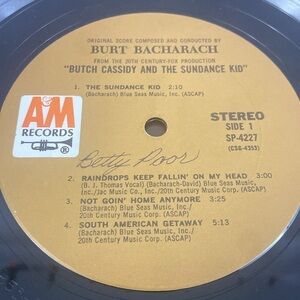 ORIGINAL SCORE COMPOSED AND CONDUCTED BY
BURT BACHARACH
FROM THE 20TH CENTURY-FOX PRODUCTION
"BUTCH CASSIDY AND THE SUNDANCE KID"
1. THE SUNDANCE KID 2:10
(Bacharach) Blue Seas Music, Inc. (ASCAP)
A&M
RECORDS
STEREO
SIDE 1
SP-4227
(CSG-4353)
Betty Poor
2. RAINDROPS KEEP FALLIN' ON MY HEAD 3:00
(B. J. Thomas Vocal) (Bacharach-David) Blue Seas Music,
Inc./Jac Music Co., Inc./20th Century Music Corp. (ASCAP)
3. NOT GOIN' HOME ANYMORE 3:25
(Bacharach) Blue Seas Music, Inc./
20th Century Music Corp. (ASCAP)
4. SOUTH AMERICAN GETAWAY 5:13
(Bacharach) Blue Seas Music, Inc./
20th Century Music Corp. (ASCAP)